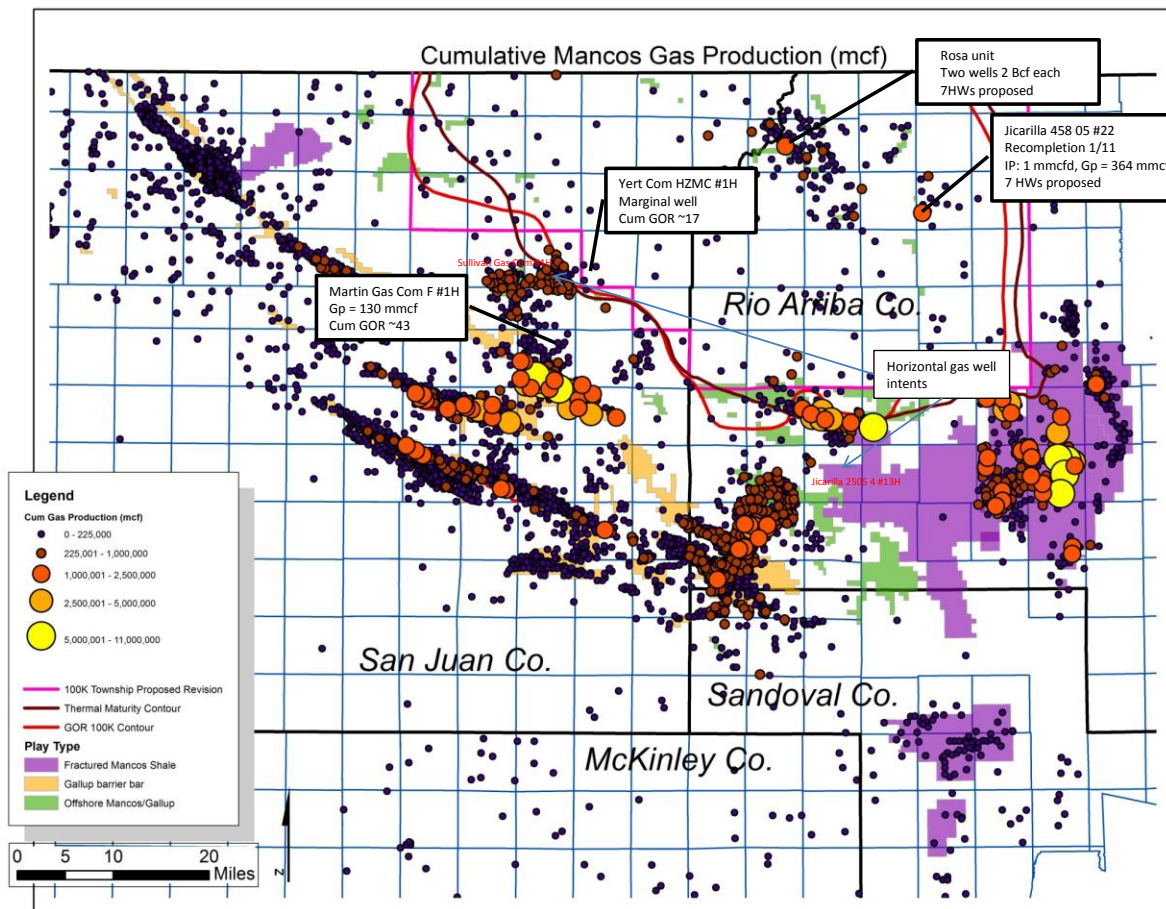 Cumulative Mancos Gas Production (mcf)
Rosa unit
Two wells 2 Bcf each
7HWs proposed
Jicarilla 458 05 #22
Recompletion 1/11
IP: 1 mmcfd, Gp = 364 mmcf
7 HWs proposed
Yert Com HZMC #1H
Marginal well
Cum GOR ~17
Sullivan Gas Com
Martin Gas Com F #1H
Gp = 130 mmcf
Cum GOR ~43
Rio Arriba Co.
Horizontal gas well
intents
Jicarilla 2505 4 #13H
San Juan Co.
Sandoval Co.
McKinley Co.
Legend
Cum Gas Production (mcf)
0 - 225,000
225,001 - 1,000,000
1,000,001 - 2,500,000
2,500,001 - 5,000,000
5,000,001 - 11,000,000
100K Township Proposed Revision
Thermal Maturity Contour
GOR 100K Contour
Play Type
Fractured Mancos Shale
Gallup barrier bar
Offshore Mancos/Gallup
0 5 10 20
Miles
N